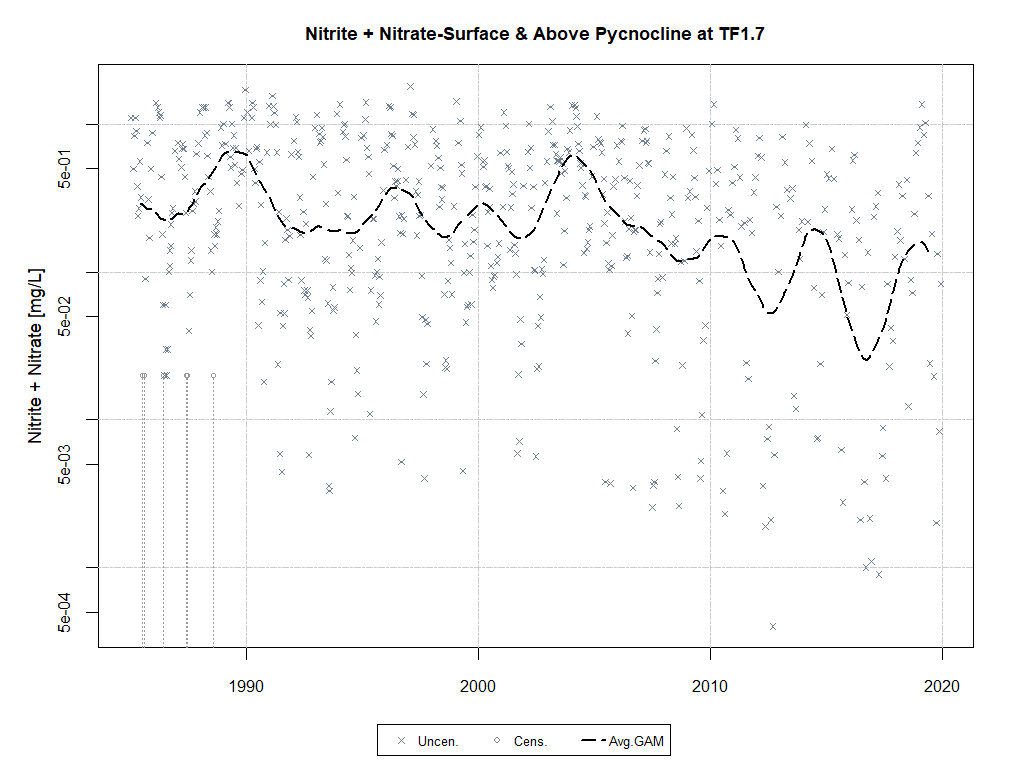 Nitrite + Nitrate-Surface & Above Pycnocline at TF1.7
Nitrite + Nitrate [mg/L]
5e-01
5e-02
5e-03
5e-04
1990 2000 2010 2020
Uncen. Cens. Avg.GAM